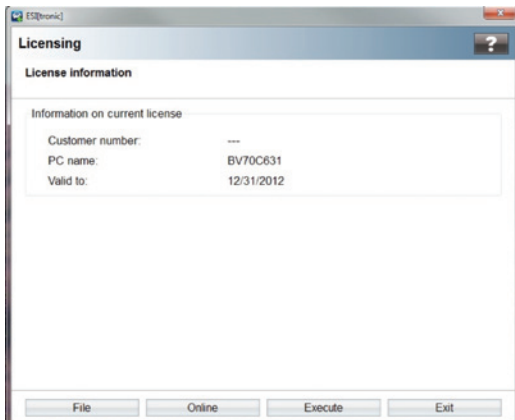 ESI[tronic]
Licensing
?
License information
Information on current license
Customer number: ---
PC name: BV70C631
Valid to: 12/31/2012
File Online Execute Exit